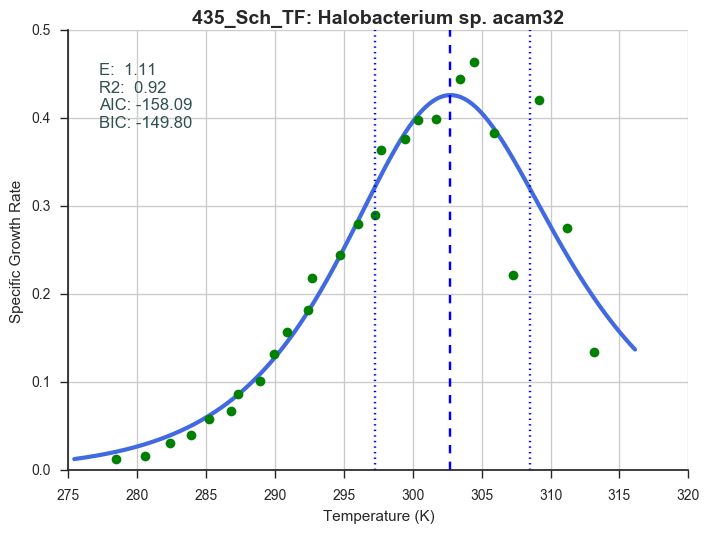 435_Sch_TF: Halobacterium sp. acam32
0.5
0.4
0.3
0.2
0.1
0.0
Specific Growth Rate
E:  1.11
R2:  0.92
AIC: -158.09
BIC: -149.80
275 280 285 290 295 300 305 310 315 320
Temperature (K)